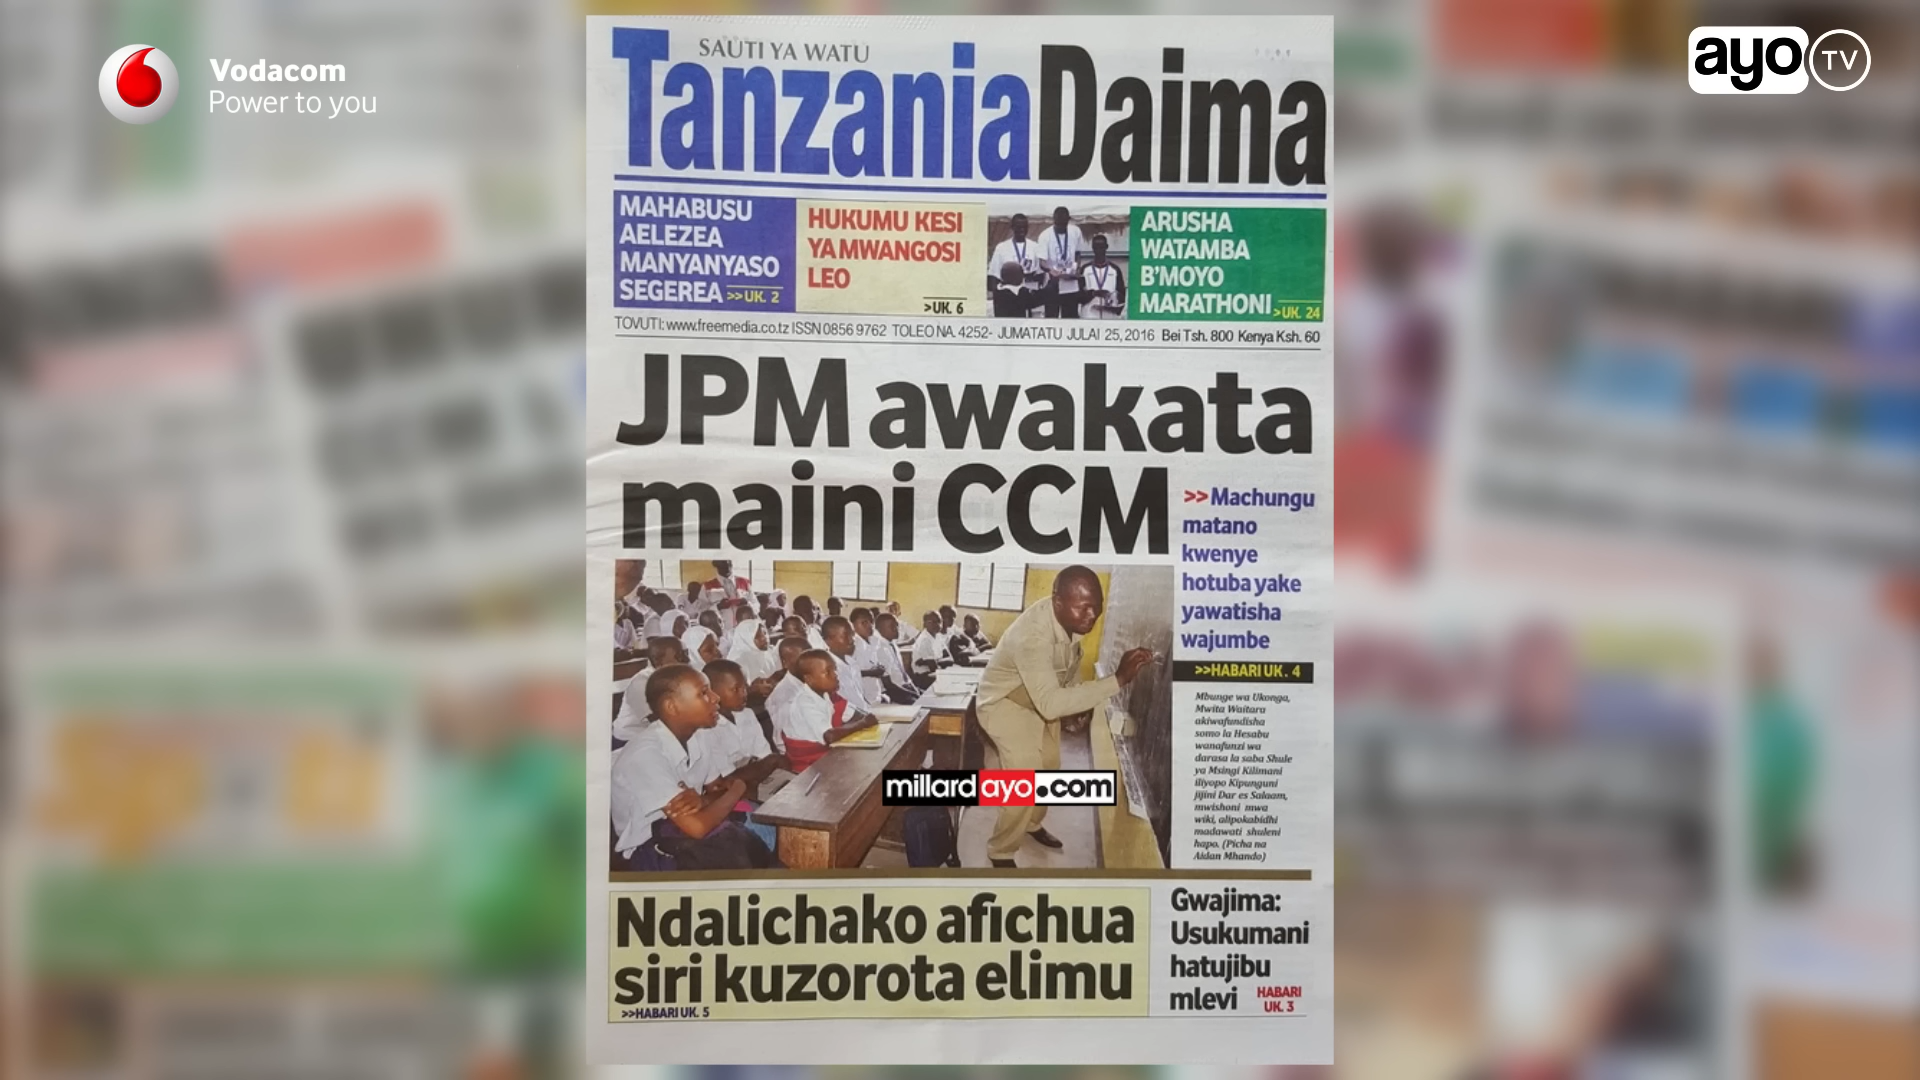 Vodacom
Power to you
ayo TV
SAUTI YA WATU
TanzaniaDaima
MAHABUSU
AELEZEA
MANYANYASO
SEGEREA >>UK. 2
HUKUMU KESI
YA MWANGOSI
LEO
>UK. 6
ARUSHA
WATAMBA
B'MOYO
MARATHONI >UK. 24
TOVUTI: www.freemedia.co.tz ISSN 0856 9762 TOLEO NA. 4252- JUMATATU JULAI 25, 2016 Bei Tsh. 800 Kenya Ksh. 60
JPM awakata
maini CCM
>> Machungu
matano
kwenye
hotuba yake
yawatisha
wajumbe
>>HABARI UK. 4
Mbunge wa Ukonga,
Mwita Waitara
akiwafundisha
somo la Hesabu
wanafunzi wa
darasa la saba Shule
ya Msingi Kilimani
iliyopo Kipunguni
jijini Dar es Salaam,
mwishoni mwa
wiki, alipokabidhi
madawati shuleni
hapo. (Picha na
Aidan Mhando)
millardayo.com
Ndalichako afichua
siri kuzorota elimu
>>HABARI UK. 5
Gwajima:
Usukumani
hatujibu
mlevi
HABARI
UK. 3